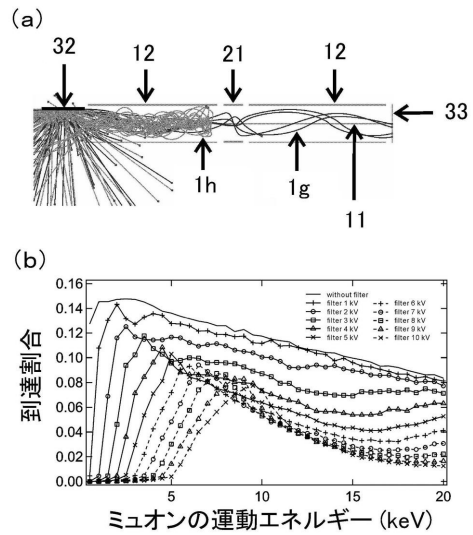 (a)
32 12 21 12
33
1h 1g
11
(b)
到達割合
0.16
0.14
0.12
0.10
0.08
0.06
0.04
0.02
0.00
without filter
filter 1 kV
filter 2 kV
filter 3 kV
filter 4 kV
filter 5 kV
filter 6 kV
filter 7 kV
filter 8 kV
filter 9 kV
filter 10 kV
5 10 15 20
ミュオンの運動エネルギー (keV)